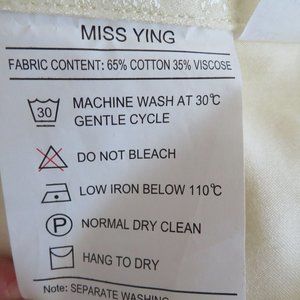 MISS YING
FABRIC CONTENT: 65% COTTON 35% VISCOSE
30
MACHINE WASH AT 30℃
GENTLE CYCLE
DO NOT BLEACH
LOW IRON BELOW 110℃
P
NORMAL DRY CLEAN
HANG TO DRY
Note: SEPARATE WASHING